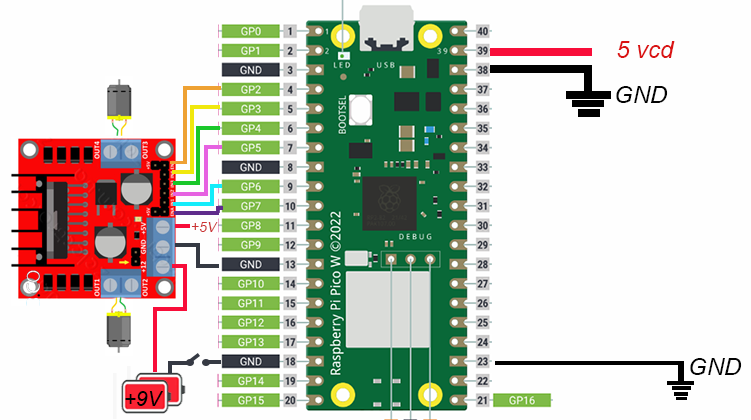 GP0 1 1
GP1 2 2
GND 3
GP2 4
GP3 5
GP4 6
GP5 7
GND 8
GP6 9
GP7 10
GP8 11
GP9 12
GND 13
GP10 14
GP11 15
GP12 16
GP13 17
GND 18
GP14 19
GP15 20
LED
USB
BOOTSEL
DEBUG
Raspberry Pi Pico W ©2022
40
39 39
38
37
36
35
34
33
32
31
30
29
28
27
26
25
24
23
22
21 GP16
5 vcd
GND
GND
OUT4
OUT3
+5V
GND
+12
OUT1
OUT2
+5V
+9V